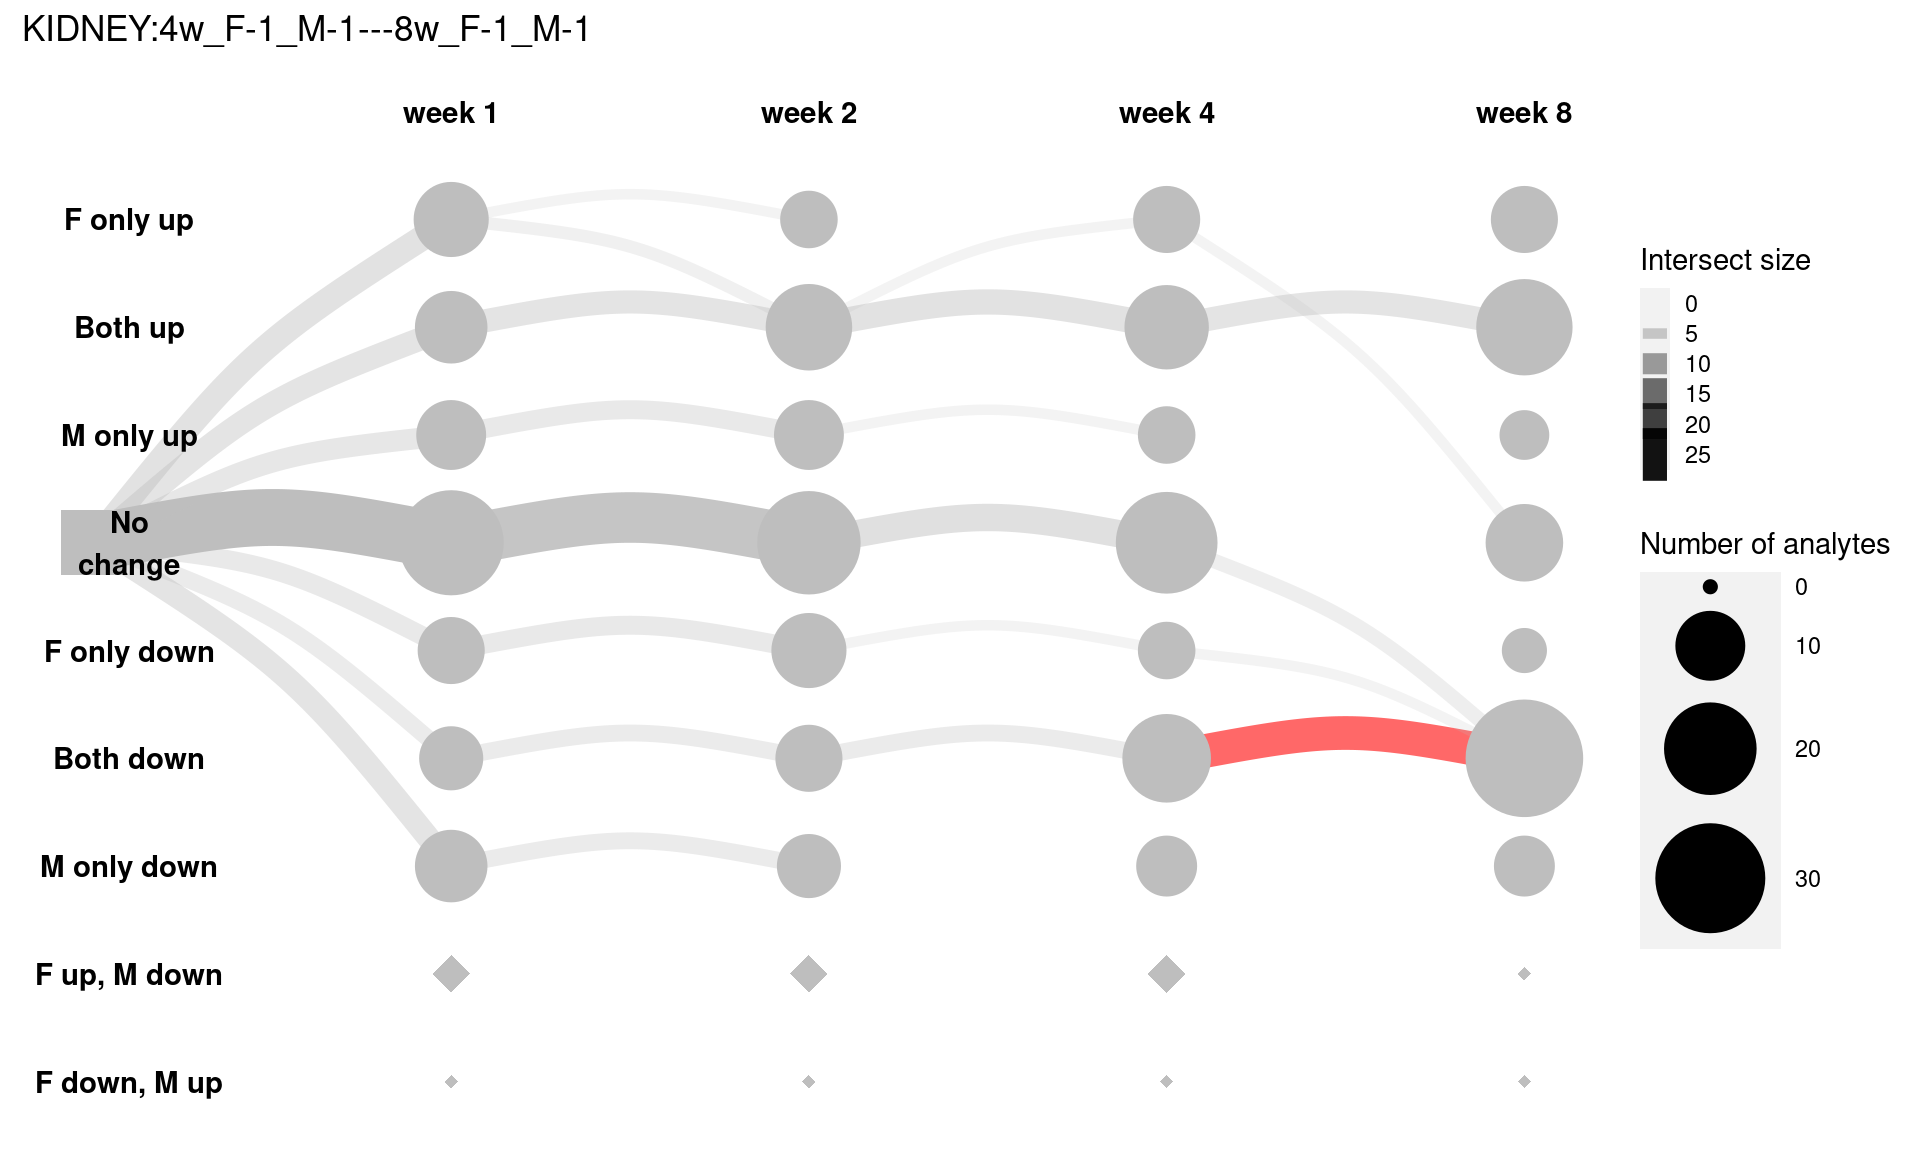 KIDNEY:4w_F-1_M-1---8w_F-1_M-1
week 1
week 2
week 4
week 8
F only up
Both up
M only up
No
change
F only down
Both down
M only down
F up, M down
F down, M up
Intersect size
0
5
10
15
20
25
Number of analytes
0
10
20
30